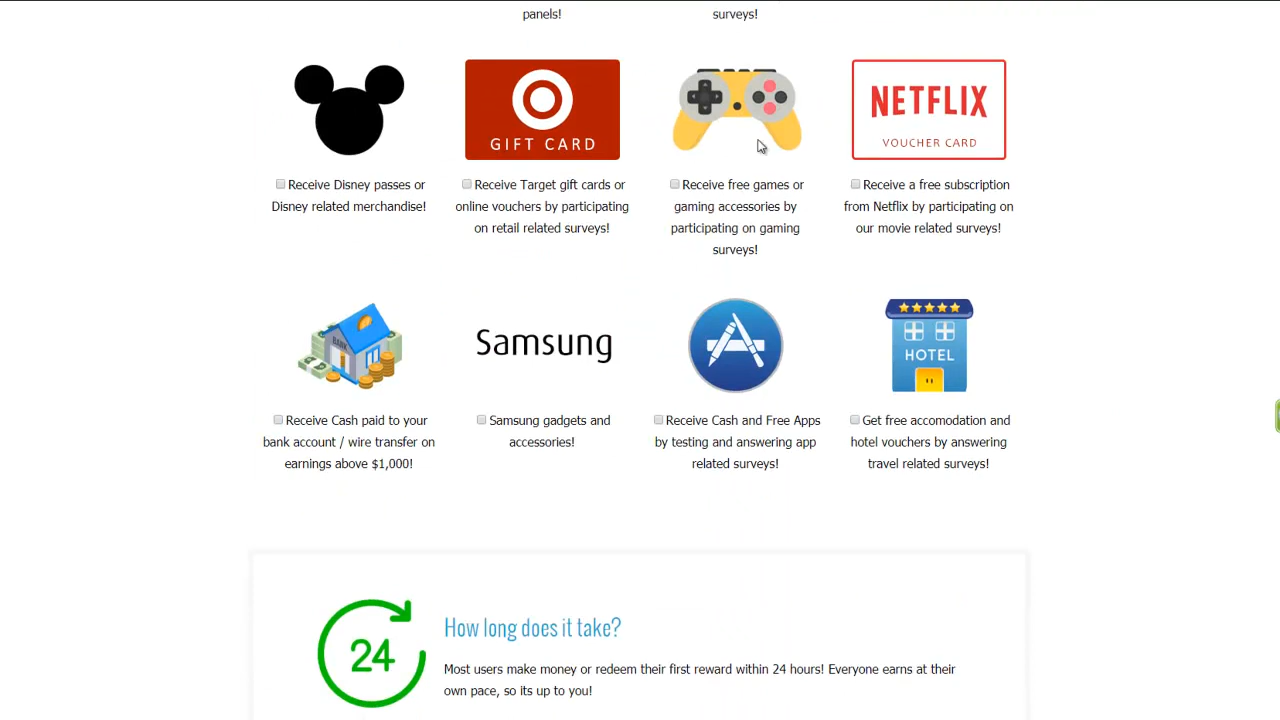 panels!
surveys!
GIFT CARD
NETFLIX
VOUCHER CARD
Receive Disney passes or
Disney related merchandise!
Receive Target gift cards or
online vouchers by participating
on retail related surveys!
Receive free games or
gaming accessories by
participating on gaming
surveys!
Receive a free subscription
from Netflix by participating on
our movie related surveys!
BANK
Samsung
HOTEL
Receive Cash paid to your
bank account / wire transfer on
earnings above $1,000!
Samsung gadgets and
accessories!
Receive Cash and Free Apps
by testing and answering app
related surveys!
Get free accomodation and
hotel vouchers by answering
travel related surveys!
24
How long does it take?
Most users make money or redeem their first reward within 24 hours! Everyone earns at their
own pace, so its up to you!